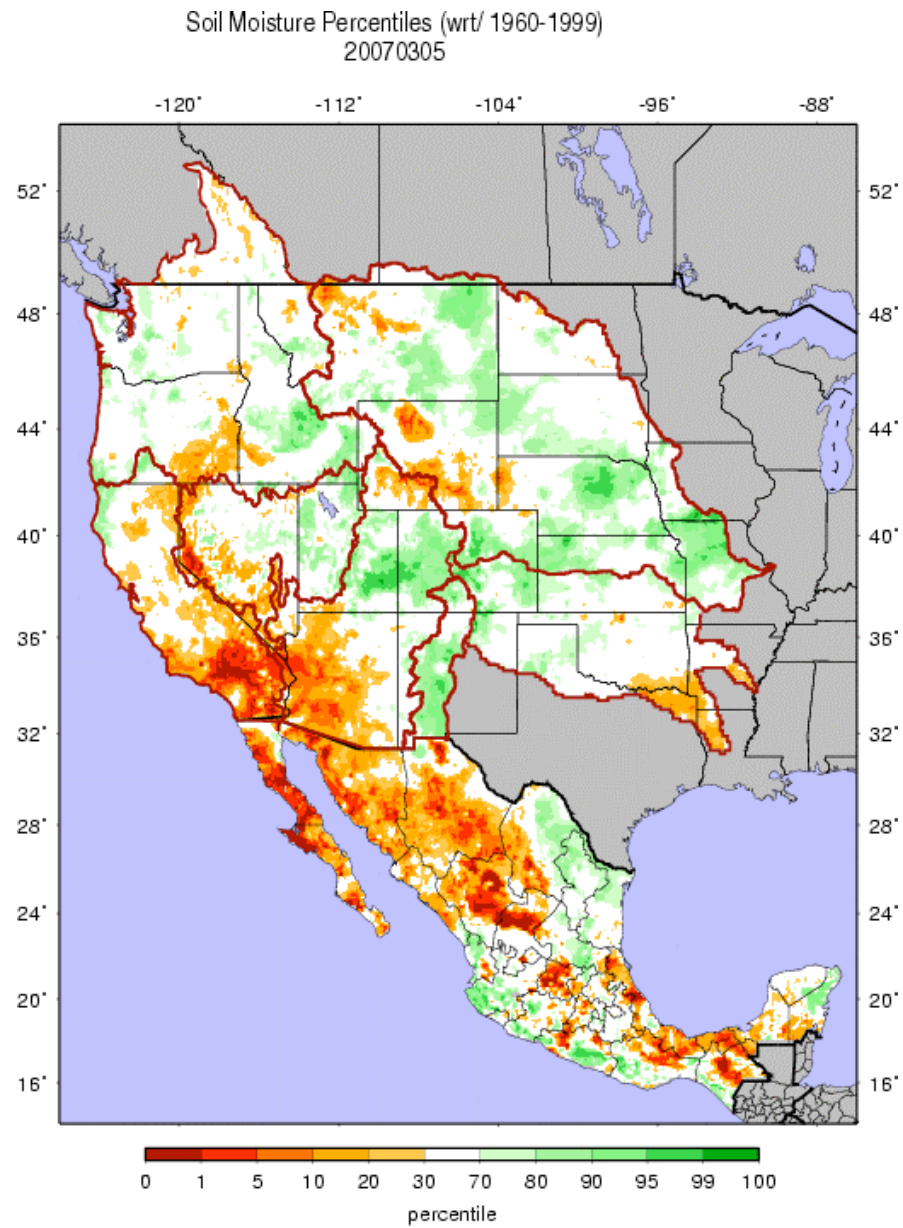 Soil Moisture Percentiles (wrt/ 1960-1999)
20070305
-120˚ -112˚ -104˚ -96˚ -88˚
52˚ 52˚
48˚ 48˚
44˚ 44˚
40˚ 40˚
36˚ 36˚
32˚ 32˚
28˚ 28˚
24˚ 24˚
20˚ 20˚
16˚ 16˚
0 1 5 10 20 30 70 80 90 95 99 100
percentile